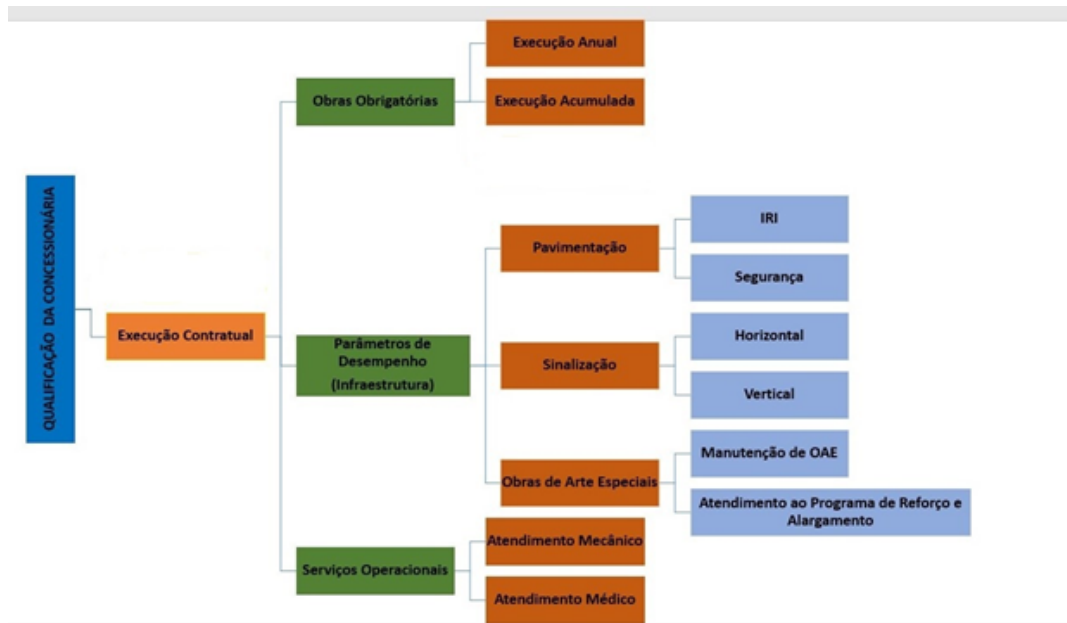 QUALIFICAÇÃO DA CONCESSIONÁRIA
Execução Contratual
Obras Obrigatórias
Execução Anual
Execução Acumulada
Parâmetros de
Desempenho
(Infraestrutura)
Pavimentação
IRI
Segurança
Sinalização
Horizontal
Vertical
Obras de Arte Especiais
Manutenção de OAE
Atendimento ao Programa de Reforço e
Alargamento
Serviços Operacionais
Atendimento Mecânico
Atendimento Médico